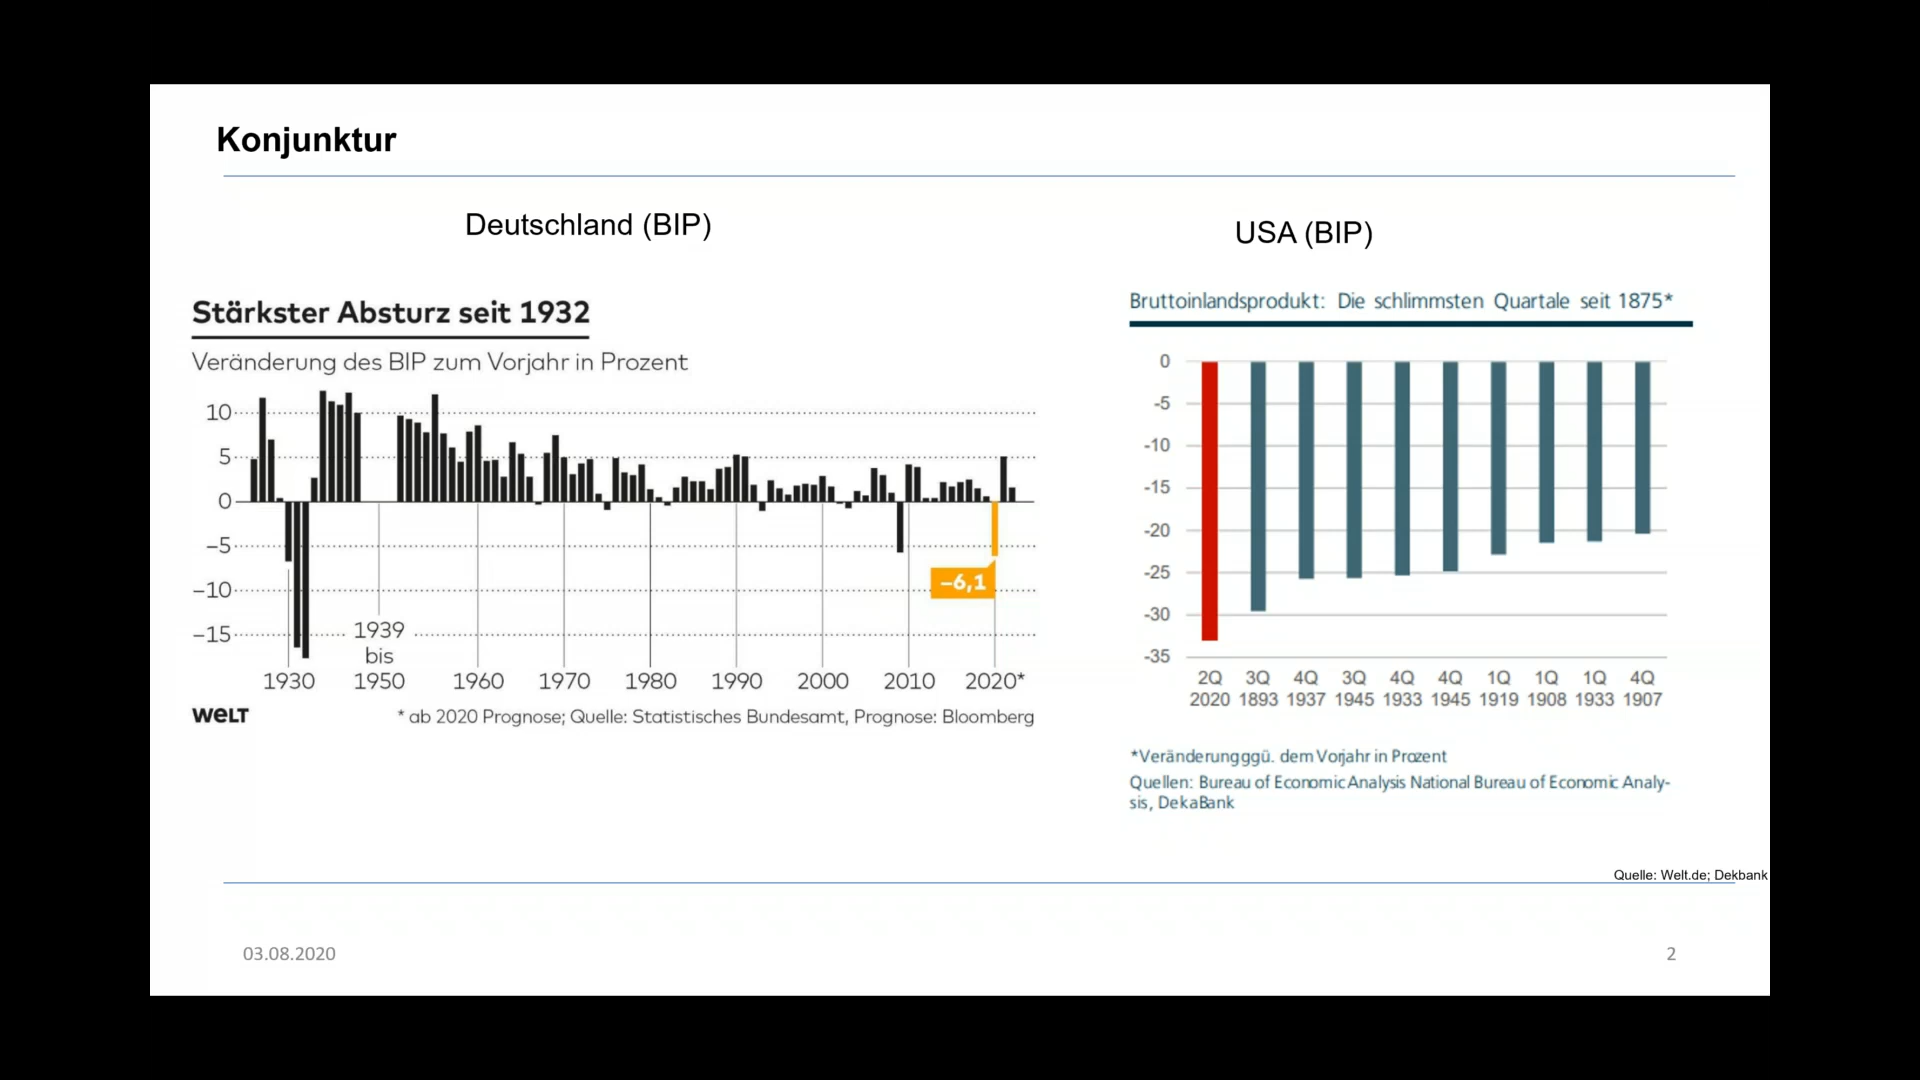 Konjunktur
Deutschland (BIP)
USA (BIP)
Stärkster Absturz seit 1932
Veränderung des BIP zum Vorjahr in Prozent
10
5
0
–5
–10
–15
–6,1
1939
bis
1930 1950 1960 1970 1980 1990 2000 2010 2020*
WELT
* ab 2020 Prognose; Quelle: Statistisches Bundesamt, Prognose: Bloomberg
Bruttoinlandsprodukt: Die schlimmsten Quartale seit 1875*
0
-5
-10
-15
-20
-25
-30
-35
2Q 3Q 4Q 3Q 4Q 4Q 1Q 1Q 1Q 4Q
2020 1893 1937 1945 1933 1945 1919 1908 1933 1907
*Veränderungggü. dem Vorjahr in Prozent
Quellen: Bureau of Economic Analysis National Bureau of Economic Analy-
sis, DekaBank
Quelle: Welt.de; Dekbank
03.08.2020
2